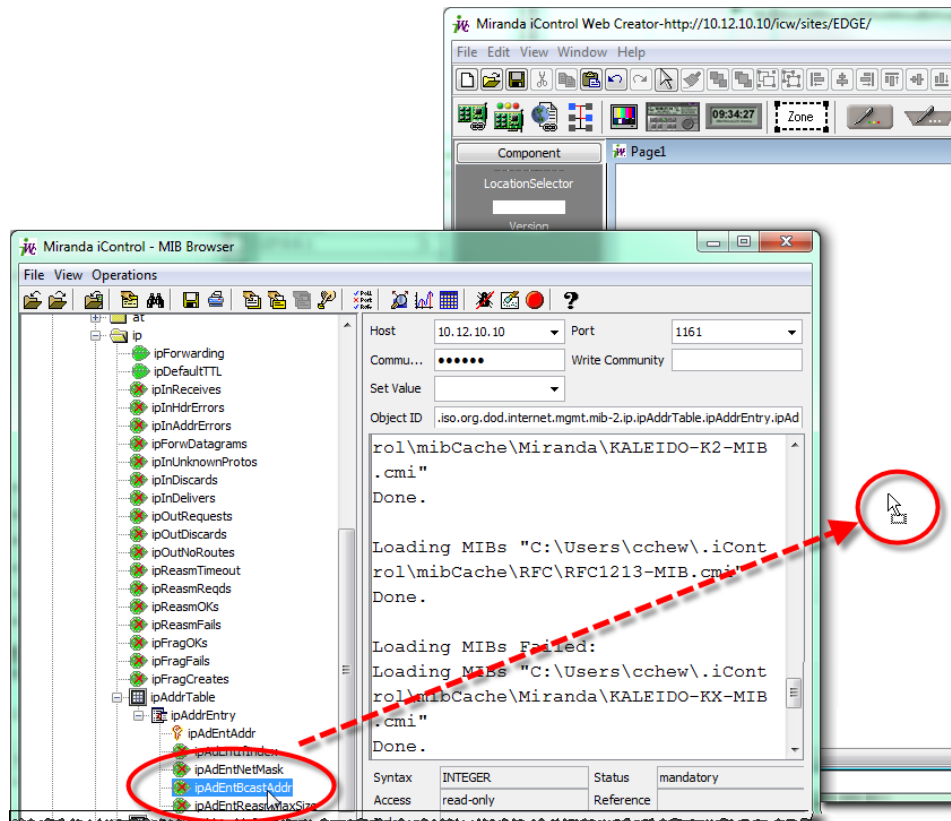 Miranda iControl Web Creator-http://10.12.10.10/icw/sites/EDGE/
File Edit View Window Help
09:34:27
Zone
Component
Page1
LocationSelector
Version
Miranda iControl - MIB Browser
File View Operations
at
ip
ipForwarding
ipDefaultTTL
ipInReceives
ipInHdrErrors
ipInAddrErrors
ipForwDatagrams
ipInUnknownProtos
ipInDiscards
ipInDelivers
ipOutRequests
ipOutDiscards
ipOutNoRoutes
ipReasmTimeout
ipReasmReqds
ipReasmOKs
ipReasmFails
ipFragOKs
ipFragFails
ipFragCreates
ipAddrTable
ipAddrEntry
ipAdEntAddr
ipAdEntIfIndex
ipAdEntNetMask
ipAdEntBcastAddr
ipAdEntReasmMaxSize
Host 10.12.10.10 Port 1161
Commu... •••••• Write Community
Set Value
Object ID .iso.org.dod.internet.mgmt.mib-2.ip.ipAddrTable.ipAddrEntry.ipAd
rol\mibCache\Miranda\KALEIDO-K2-MIB
.cmi"
Done.
Loading MIBs "C:\Users\cchew\.iCont
rol\mibCache\RFC\RFC1213-MIB.cmi"
Done.
Loading MIBs Failed:
Loading MIBs "C:\Users\cchew\.iCont
rol\mibCache\Miranda\KALEIDO-KX-MIB
.cmi"
Done.
Syntax INTEGER Status mandatory
Access read-only Reference